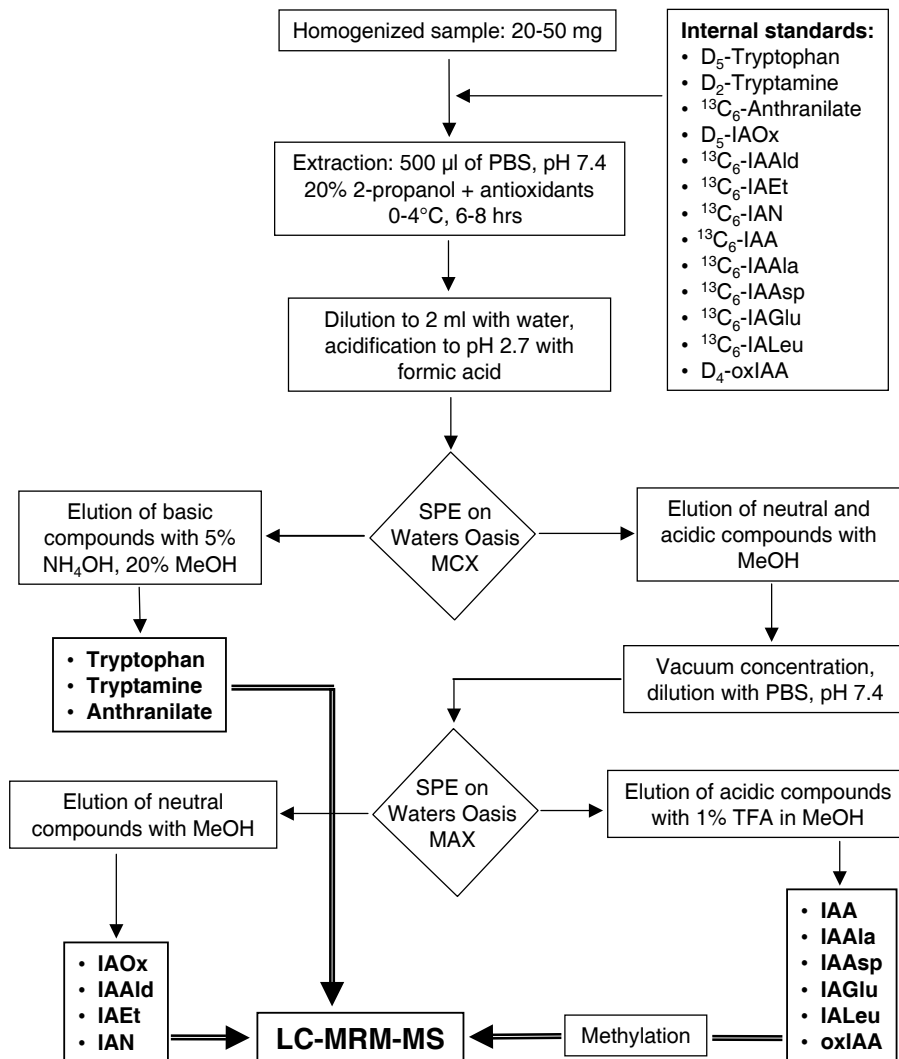 Homogenized sample: 20-50 mg
Internal standards:
• D₅-Tryptophan
• D₂-Tryptamine
• ¹³C₆-Anthranilate
• D₅-IAOx
• ¹³C₆-IAAld
• ¹³C₆-IAEt
• ¹³C₆-IAN
• ¹³C₆-IAA
• ¹³C₆-IAAla
• ¹³C₆-IAAsp
• ¹³C₆-IAGlu
• ¹³C₆-IALeu
• D₄-oxIAA
Extraction: 500 µl of PBS, pH 7.4
20% 2-propanol + antioxidants
0-4°C, 6-8 hrs
Dilution to 2 ml with water,
acidification to pH 2.7 with
formic acid
SPE on
Waters Oasis
MCX
Elution of basic
compounds with 5%
NH₄OH, 20% MeOH
Elution of neutral and
acidic compounds with
MeOH
• Tryptophan
• Tryptamine
• Anthranilate
Vacuum concentration,
dilution with PBS, pH 7.4
SPE on
Waters Oasis
MAX
Elution of neutral
compounds with MeOH
Elution of acidic compounds
with 1% TFA in MeOH
• IAOx
• IAAld
• IAEt
• IAN
• IAA
• IAAla
• IAAsp
• IAGlu
• IALeu
• oxIAA
LC-MRM-MS
Methylation